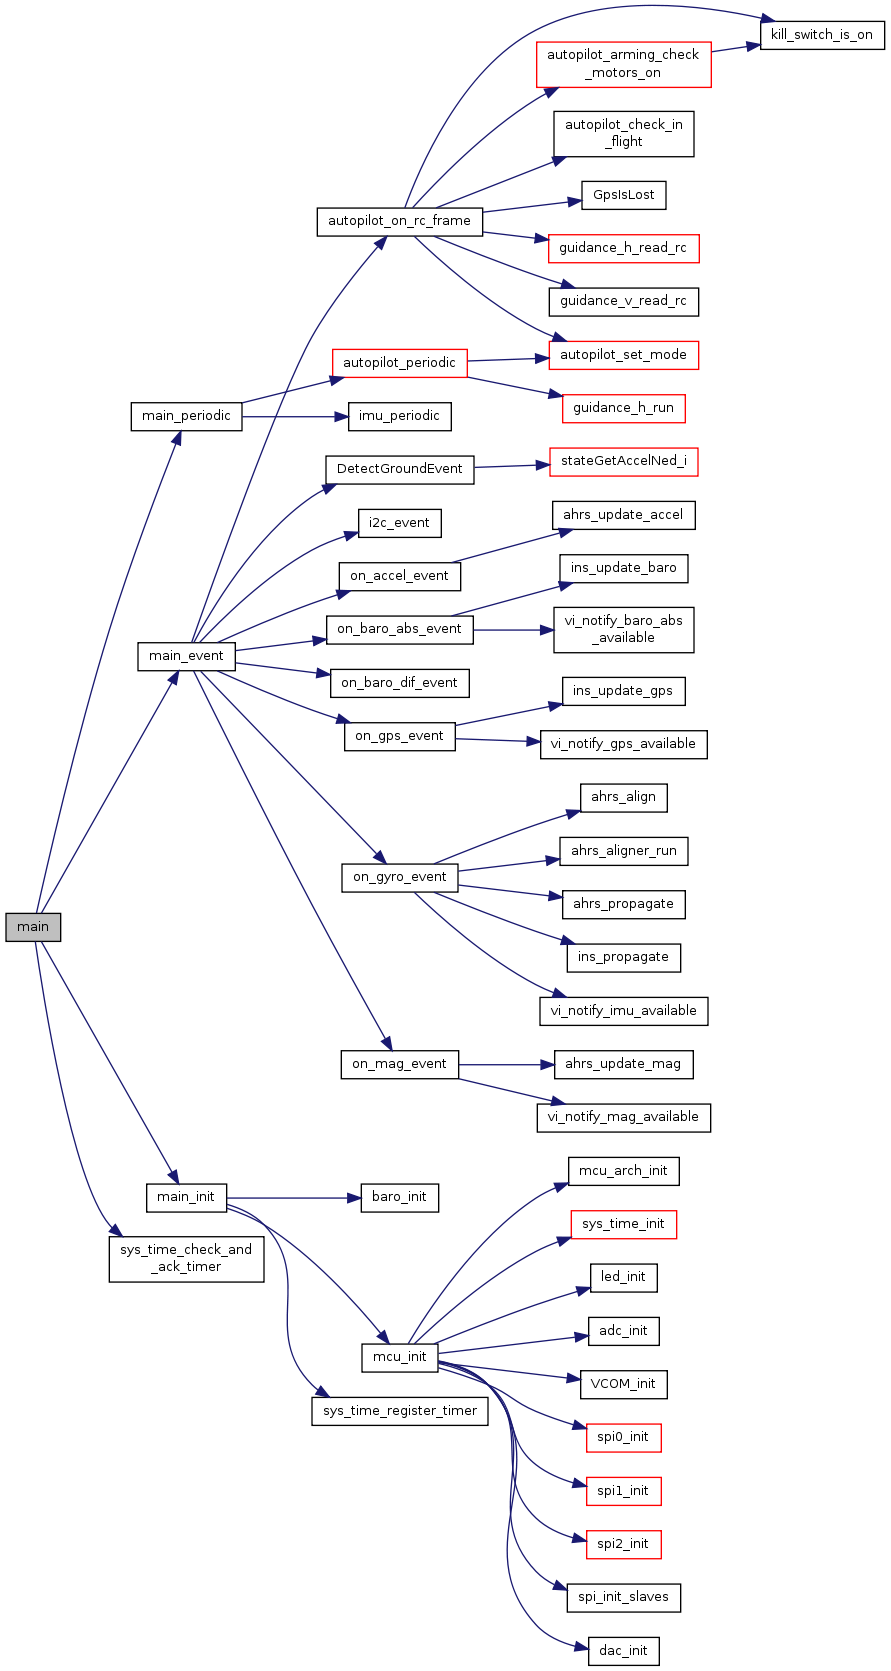 kill_switch_is_on
autopilot_arming_check
_motors_on
autopilot_check_in
_flight
GpsIsLost
autopilot_on_rc_frame
guidance_h_read_rc
guidance_v_read_rc
autopilot_set_mode
autopilot_periodic
guidance_h_run
main_periodic
imu_periodic
DetectGroundEvent
stateGetAccelNed_i
i2c_event
ahrs_update_accel
on_accel_event
ins_update_baro
on_baro_abs_event
vi_notify_baro_abs
_available
main_event
on_baro_dif_event
ins_update_gps
on_gps_event
vi_notify_gps_available
ahrs_align
ahrs_aligner_run
on_gyro_event
ahrs_propagate
main
ins_propagate
vi_notify_imu_available
on_mag_event
ahrs_update_mag
vi_notify_mag_available
mcu_arch_init
main_init
baro_init
sys_time_init
sys_time_check_and
_ack_timer
led_init
adc_init
mcu_init
VCOM_init
sys_time_register_timer
spi0_init
spi1_init
spi2_init
spi_init_slaves
dac_init